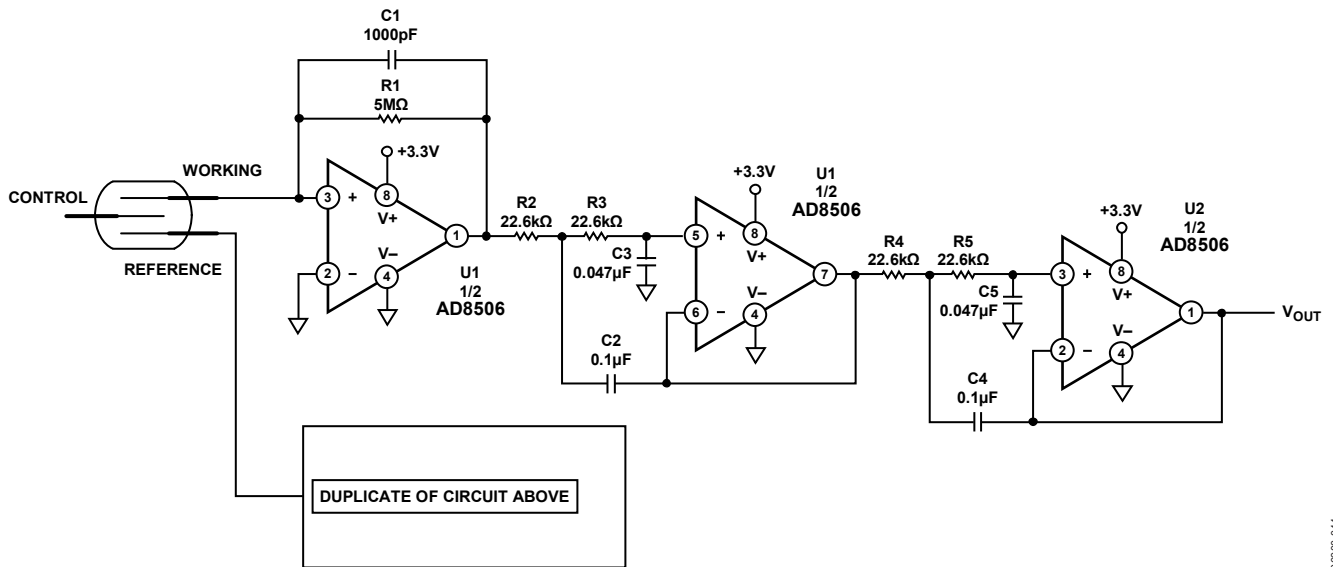 C1
1000pF
R1
5MΩ
+3.3V
WORKING
CONTROL
REFERENCE
3
+
8
V+
1
2
−
V−
4
U1
1/2
AD8506
R2
22.6kΩ
R3
22.6kΩ
C3
0.047µF
C2
0.1µF
+3.3V
U1
1/2
AD8506
5
+
8
V+
7
V−
6
−
4
R4
22.6kΩ
R5
22.6kΩ
C5
0.047µF
C4
0.1µF
+3.3V
U2
1/2
AD8506
3
+
8
V+
1
V−
2
−
4
VOUT
DUPLICATE OF CIRCUIT ABOVE